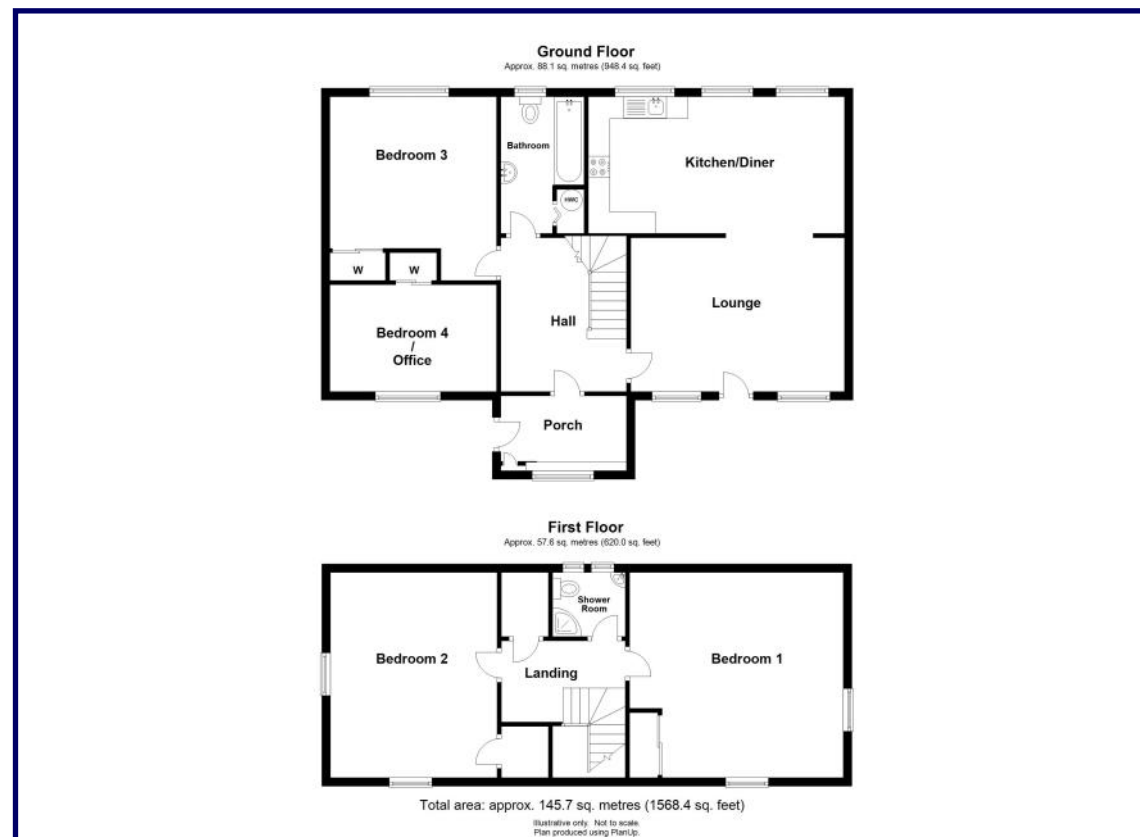 Ground Floor
Approx. 88.1 sq. metres (948.4 sq. feet)
Bedroom 3
Bathroom
Kitchen/Diner
HWC
W
W
Bedroom 4
/
Office
Hall
Lounge
Porch
First Floor
Approx. 57.6 sq. metres (620.0 sq. feet)
Shower
Room
Bedroom 2
Landing
Bedroom 1
Total area: approx. 145.7 sq. metres (1568.4 sq. feet)
Illustrative only. Not to scale.
Plan produced using PlanUp.